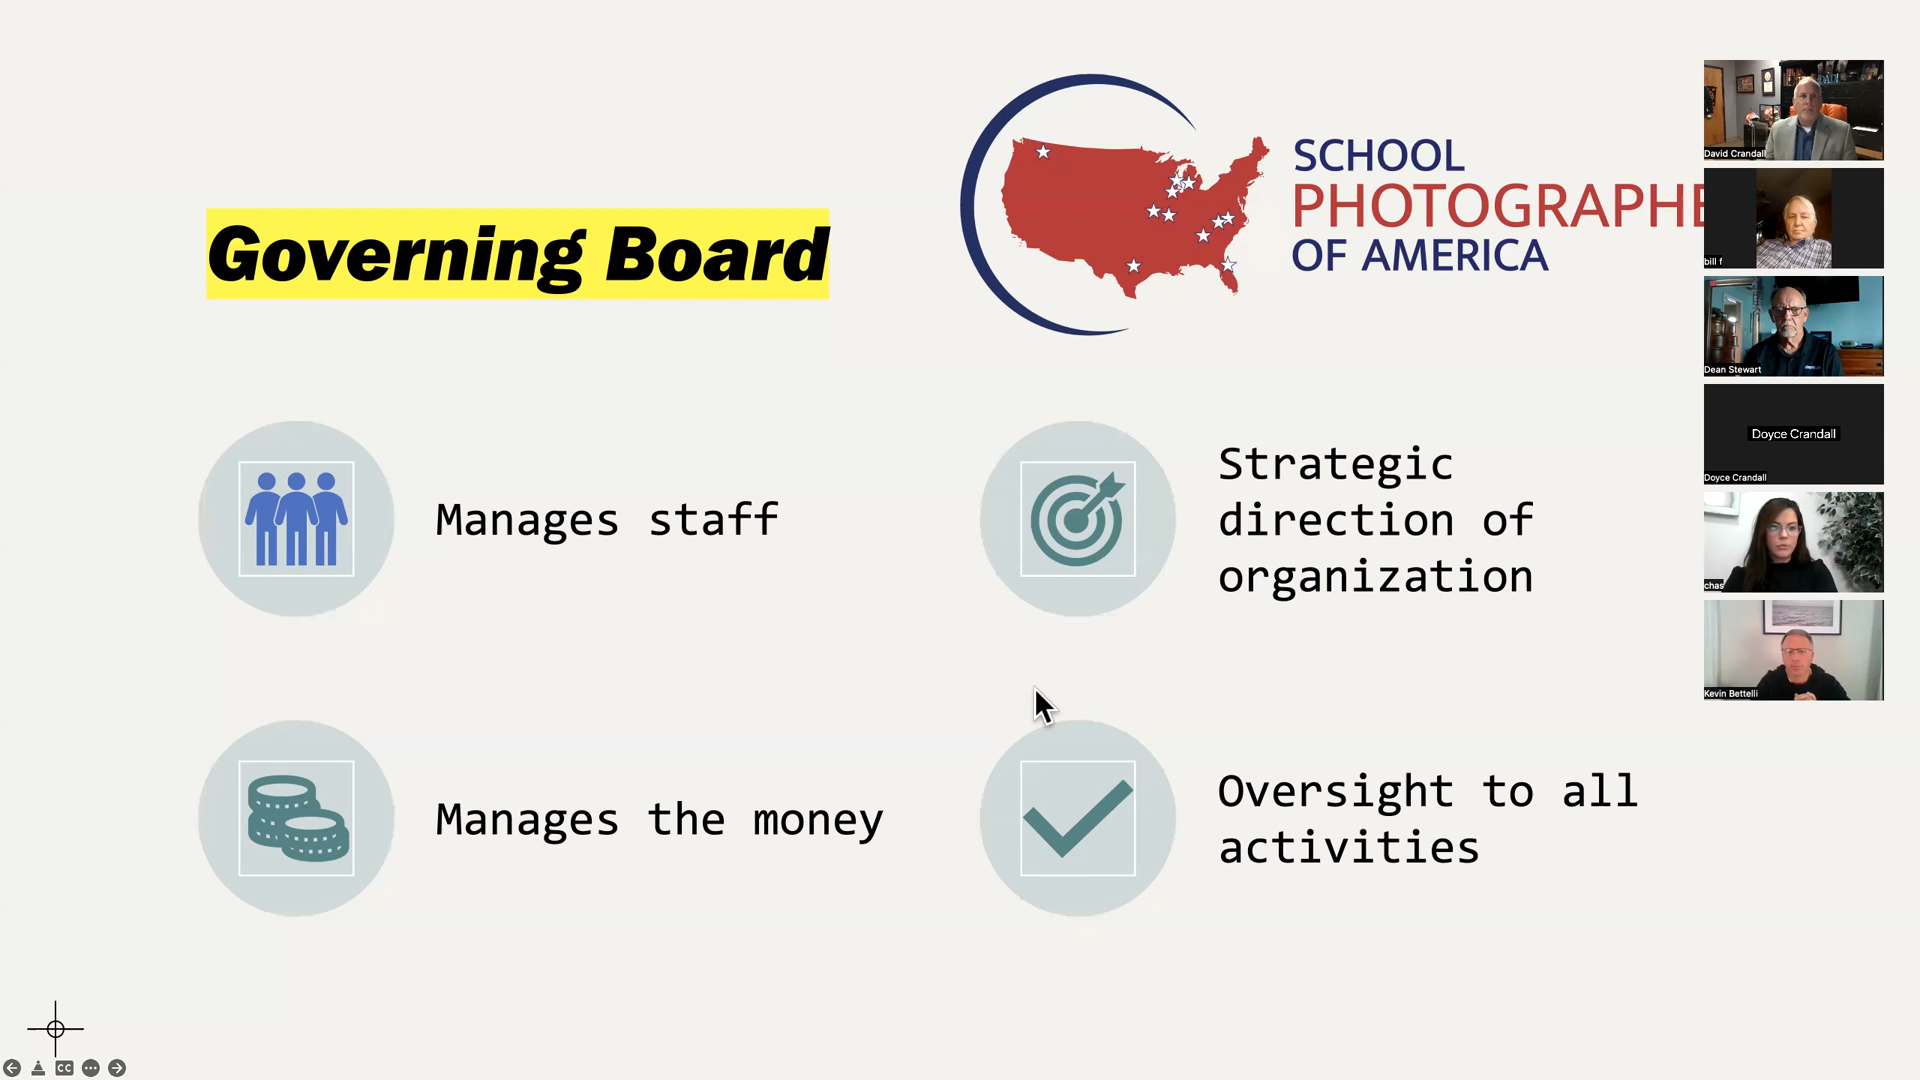 Governing Board
SCHOOL
PHOTOGRAPHE
OF AMERICA
Manages staff
Strategic
direction of
organization
Manages the money
Oversight to all
activities
David Crandall
bill f
Dean Stewart
Doyce Crandall
Doyce Crandall
chas
Kevin Bettelli
CC